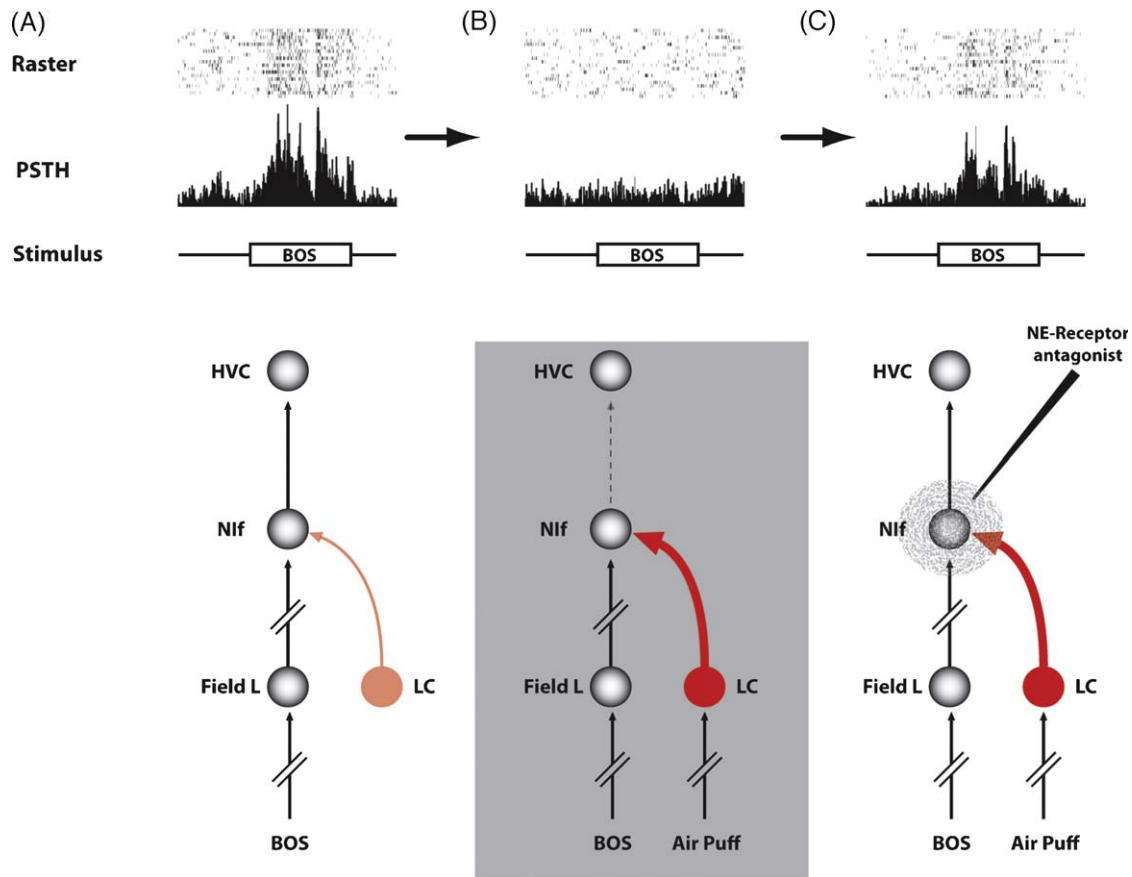 (A)
(B)
(C)
Raster
PSTH
Stimulus
BOS
BOS
BOS
NE-Receptor
antagonist
HVC
HVC
HVC
NIf
NIf
NIf
Field L
LC
Field L
LC
Field L
LC
BOS
BOS
Air Puff
BOS
Air Puff